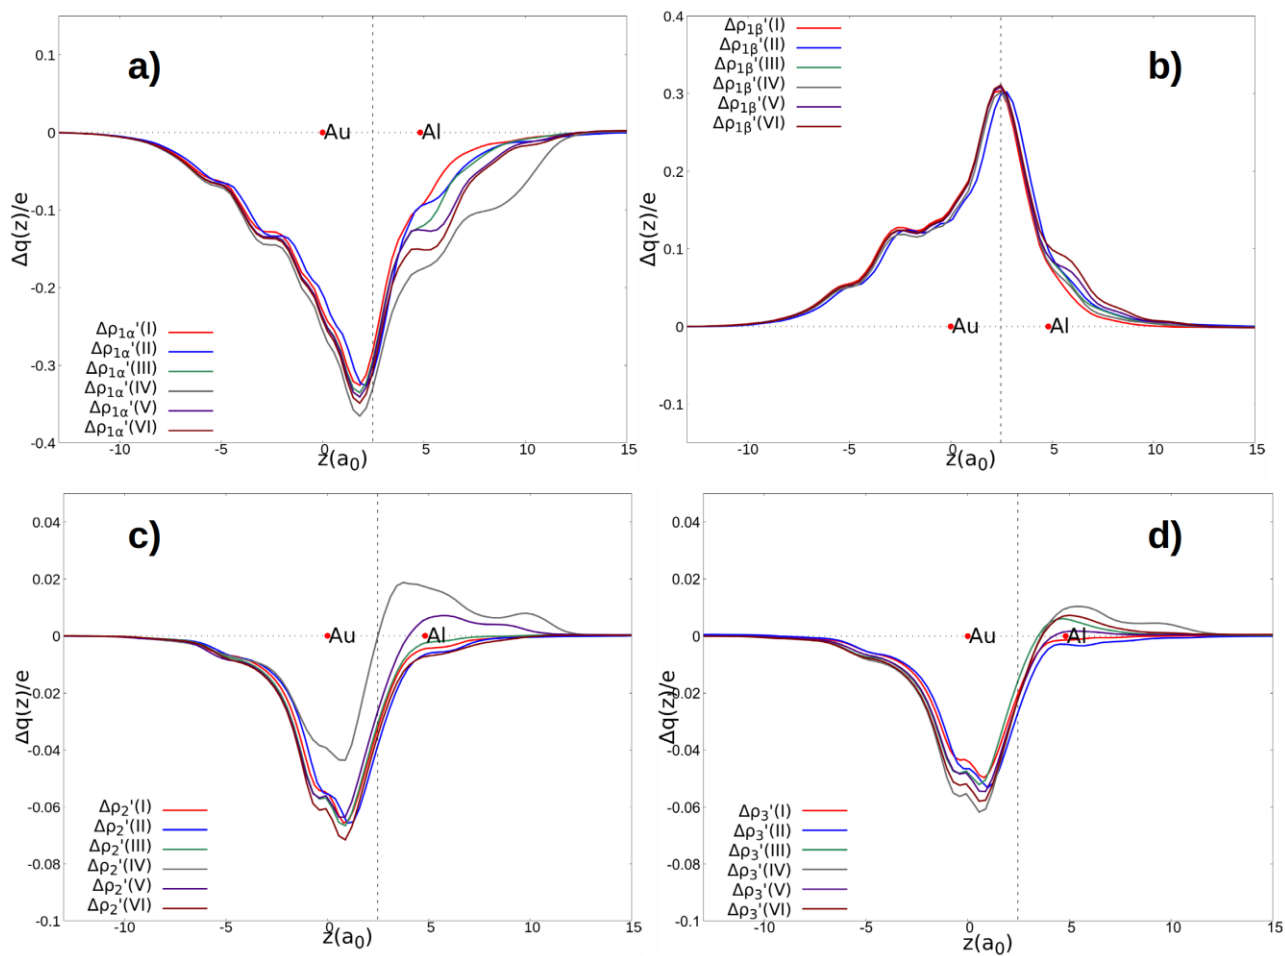 a)
0.1
0
-0.1
-0.2
-0.3
-0.4
Δq(z)/e
Au
Al
Δρ1α'(I)
Δρ1α'(II)
Δρ1α'(III)
Δρ1α'(IV)
Δρ1α'(V)
Δρ1α'(VI)
-10 -5 0 5 10 15
z(a0)
b)
0.4
0.3
0.2
0.1
0
-0.1
Δq(z)/e
Δρ1β'(I)
Δρ1β'(II)
Δρ1β'(III)
Δρ1β'(IV)
Δρ1β'(V)
Δρ1β'(VI)
Au
Al
-10 -5 0 5 10 15
z(a0)
c)
0.04
0.02
0
-0.02
-0.04
-0.06
-0.08
-0.1
Δq(z)/e
Au
Al
Δρ2'(I)
Δρ2'(II)
Δρ2'(III)
Δρ2'(IV)
Δρ2'(V)
Δρ2'(VI)
-10 -5 0 5 10 15
z(a0)
d)
0.04
0.02
0
-0.02
-0.04
-0.06
-0.08
-0.1
Δq(z)/e
Au
Al
Δρ3'(I)
Δρ3'(II)
Δρ3'(III)
Δρ3'(IV)
Δρ3'(V)
Δρ3'(VI)
-10 -5 0 5 10 15
z(a0)